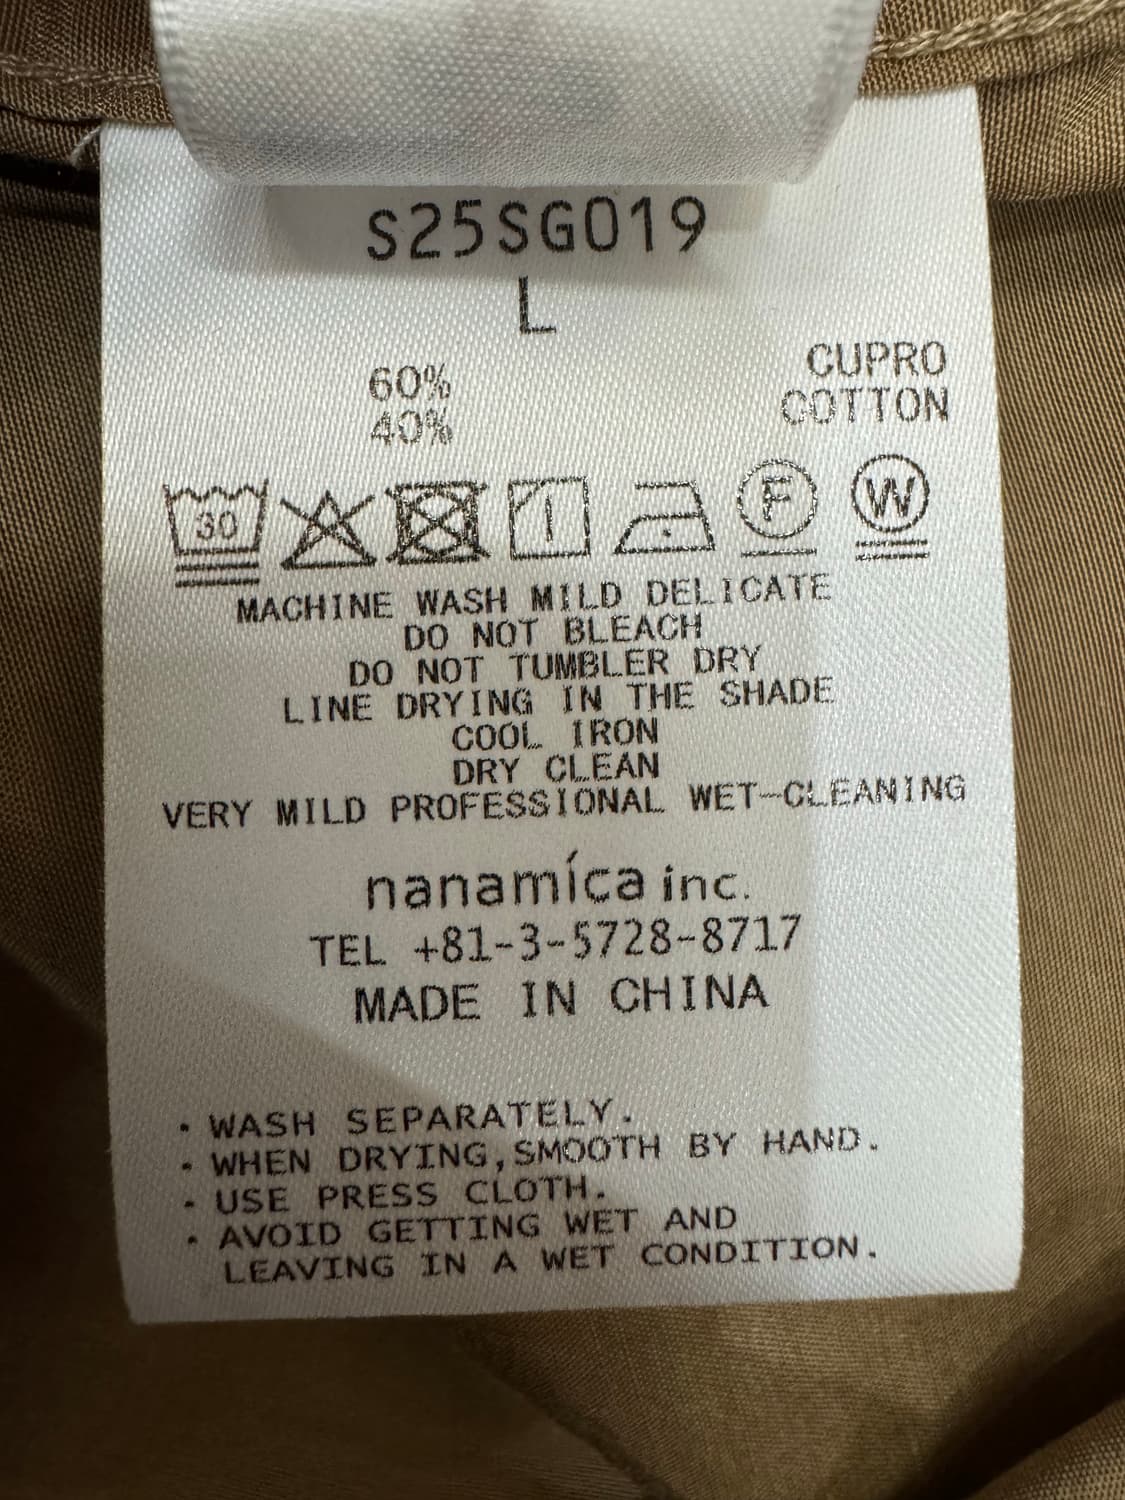 S25SG019
L
60% CUPRO
40% COTTON
30 F W
MACHINE WASH MILD DELICATE
DO NOT BLEACH
DO NOT TUMBLER DRY
LINE DRYING IN THE SHADE
COOL IRON
DRY CLEAN
VERY MILD PROFESSIONAL WET-CLEANING
nanamíca inc.
TEL +81-3-5728-8717
MADE IN CHINA
・WASH SEPARATELY.
・WHEN DRYING,SMOOTH BY HAND.
・USE PRESS CLOTH.
・AVOID GETTING WET AND
LEAVING IN A WET CONDITION.